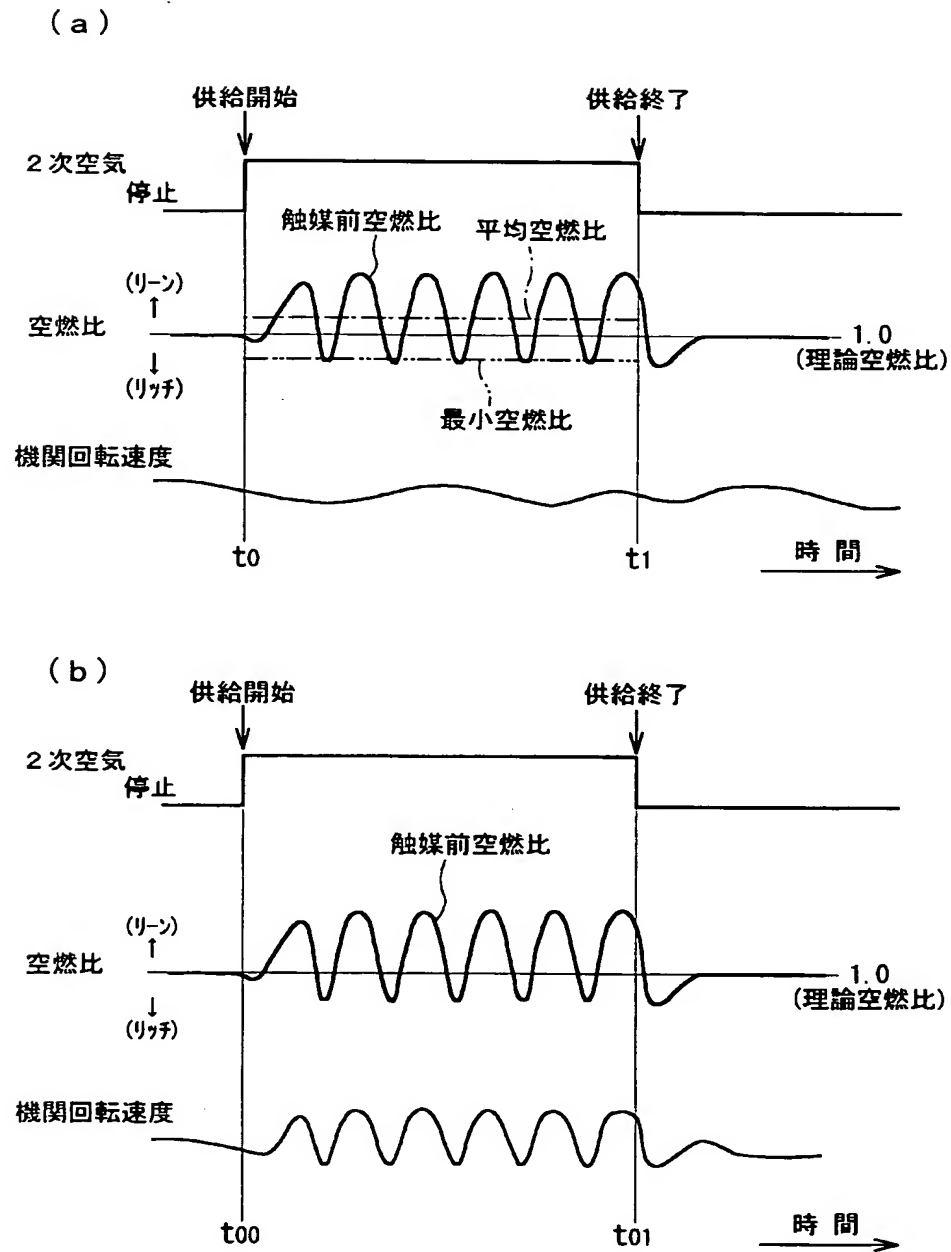 (a)
供給開始
供給終了
2次空気
停止
触媒前空燃比
平均空燃比
(リーン)
↑
空燃比
1.0
(理論空燃比)
↓
(リッチ)
最小空燃比
機関回転速度
t0
t1
時間
(b)
供給開始
供給終了
2次空気
停止
触媒前空燃比
(リーン)
↑
空燃比
1.0
(理論空燃比)
↓
(リッチ)
機関回転速度
t00
t01
時間